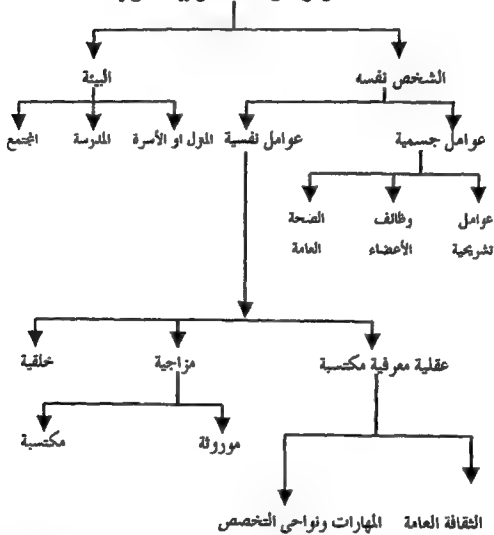 الشخص نفسه
البيئة
عوامل جسمية
عوامل نفسية
المنزل او الأسرة
المدرسة
المجتمع
عوامل تشريحية
وظائف الأعضاء
الصحة العامة
عقلية معرفية مكتسبة
مزاجية
خلقية
موروثة
مكتسبة
الثقافة العامة
المهارات ونواحي التخصص